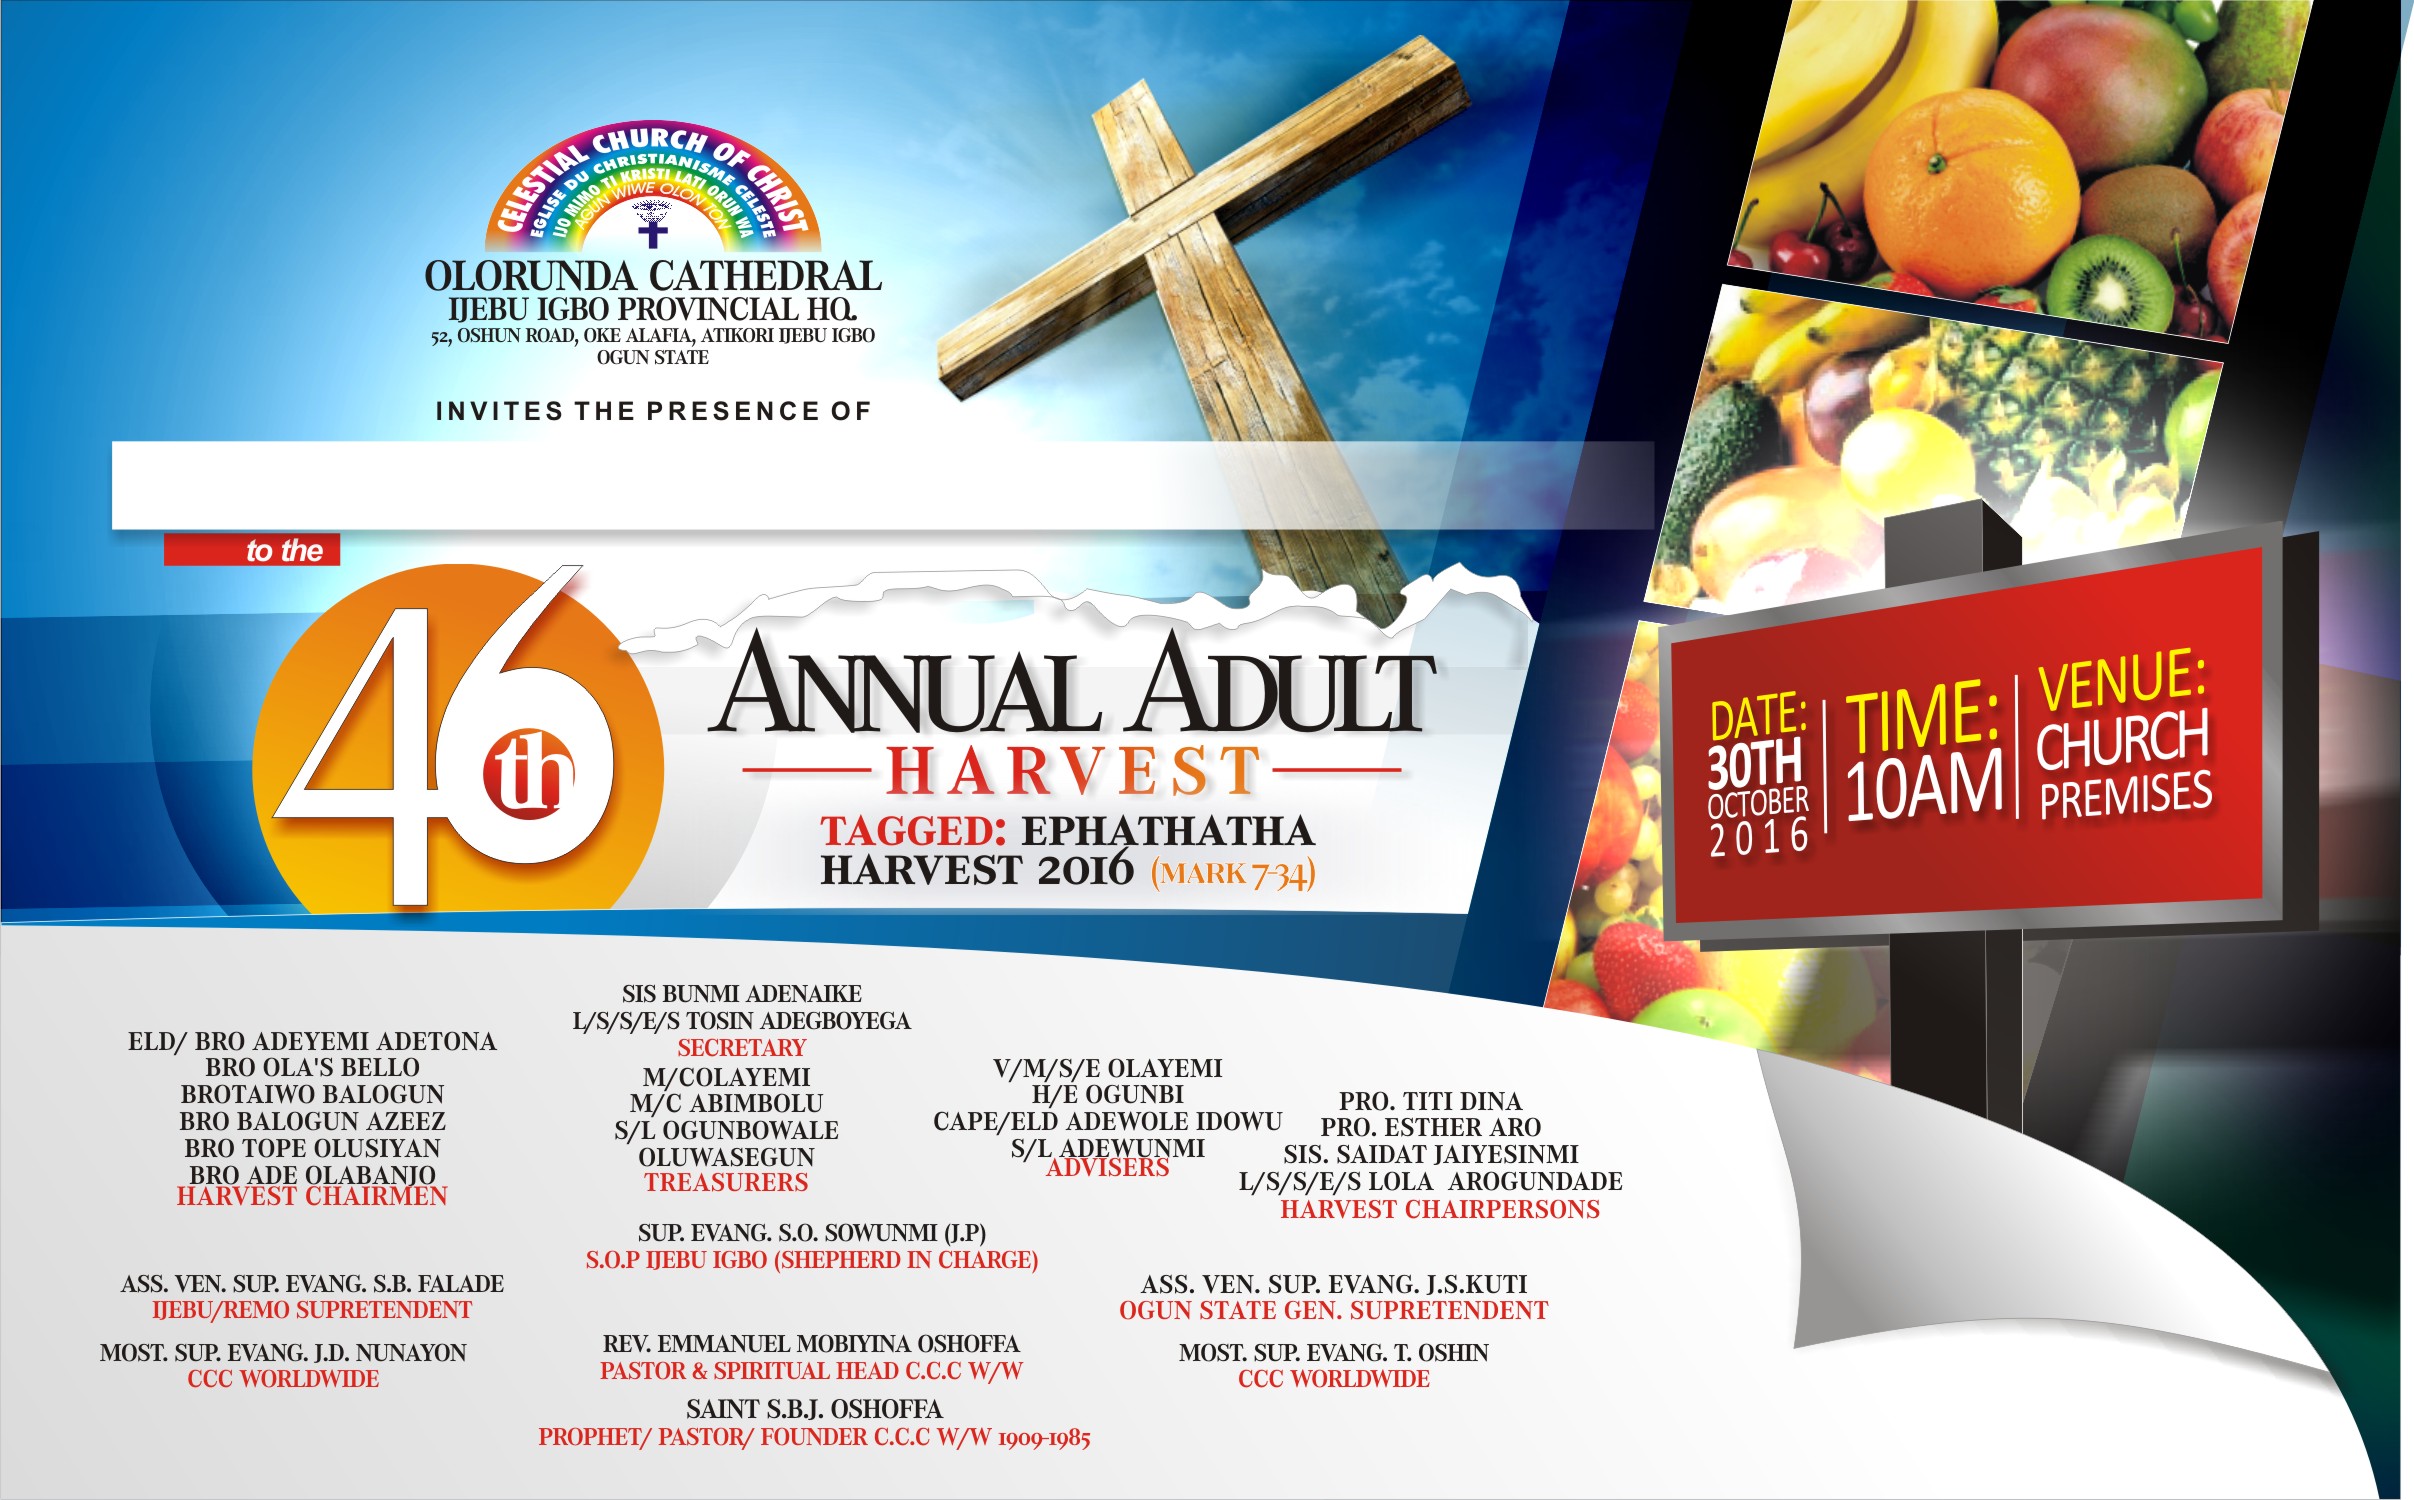 CELESTIAL CHURCH OF CHRIST
EGLISE DU CHRISTIANISME CELESTE
IJO MIMO TI KRISTI LATI ORUN WA
AGUN WIWE OLON TON
OLORUNDA CATHEDRAL
IJEBU IGBO PROVINCIAL HQ.
52, OSHUN ROAD, OKE ALAFIA, ATIKORI IJEBU IGBO
OGUN STATE
INVITES THE PRESENCE OF
to the
46th
ANNUAL ADULT
HARVEST
TAGGED: EPHATHATHA
HARVEST 2016 (MARK 7-34)
DATE:
30TH
OCTOBER
2016
TIME:
10AM
VENUE:
CHURCH
PREMISES
ELD/ BRO ADEYEMI ADETONA
BRO OLA'S BELLO
BROTAIWO BALOGUN
BRO BALOGUN AZEEZ
BRO TOPE OLUSIYAN
BRO ADE OLABANJO
HARVEST CHAIRMEN
SIS BUNMI ADENAIKE
L/S/S/E/S TOSIN ADEGBOYEGA
SECRETARY
M/COLAYEMI
M/C ABIMBOLU
S/L OGUNBOWALE
OLUWASEGUN
TREASURERS
V/M/S/E OLAYEMI
H/E OGUNBI
CAPE/ELD ADEWOLE IDOWU
S/L ADEWUNMI
ADVISERS
PRO. TITI DINA
PRO. ESTHER ARO
SIS. SAIDAT JAIYESINMI
L/S/S/E/S LOLA AROGUNDADE
HARVEST CHAIRPERSONS
SUP. EVANG. S.O. SOWUNMI (J.P)
S.O.P IJEBU IGBO (SHEPHERD IN CHARGE)
ASS. VEN. SUP. EVANG. S.B. FALADE
IJEBU/REMO SUPRETENDENT
ASS. VEN. SUP. EVANG. J.S.KUTI
OGUN STATE GEN. SUPRETENDENT
MOST. SUP. EVANG. J.D. NUNAYON
CCC WORLDWIDE
REV. EMMANUEL MOBIYINA OSHOFFA
PASTOR & SPIRITUAL HEAD C.C.C W/W
MOST. SUP. EVANG. T. OSHIN
CCC WORLDWIDE
SAINT S.B.J. OSHOFFA
PROPHET/ PASTOR/ FOUNDER C.C.C W/W 1909-1985